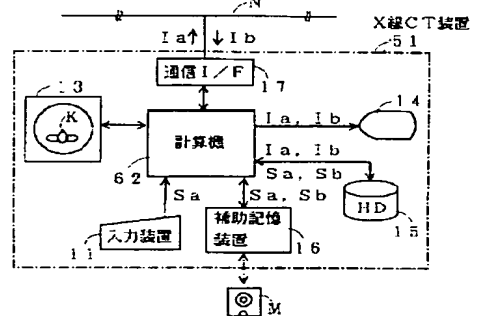 N
X線CT装置
Ia↑ ↓Ib
51
通信I/F
17
13
K
14
計算機
Ia, Ib
62
Ia, Ib
Sa, Sb
Sa
Sa, Sb
HD
入力装置
11
補助記憶
装置
16
15
M